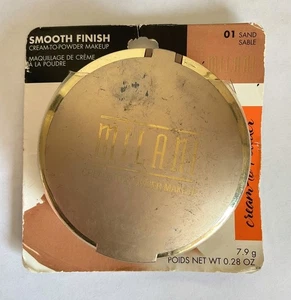 SMOOTH FINISH
CREAM-TO-POWDER MAKEUP
MAQUILLAGE DE CRÈME
À LA POUDRE
01 SAND
SABLE
MILANI
cream to powder
7.9 g
POIDS NET WT 0.28 OZ